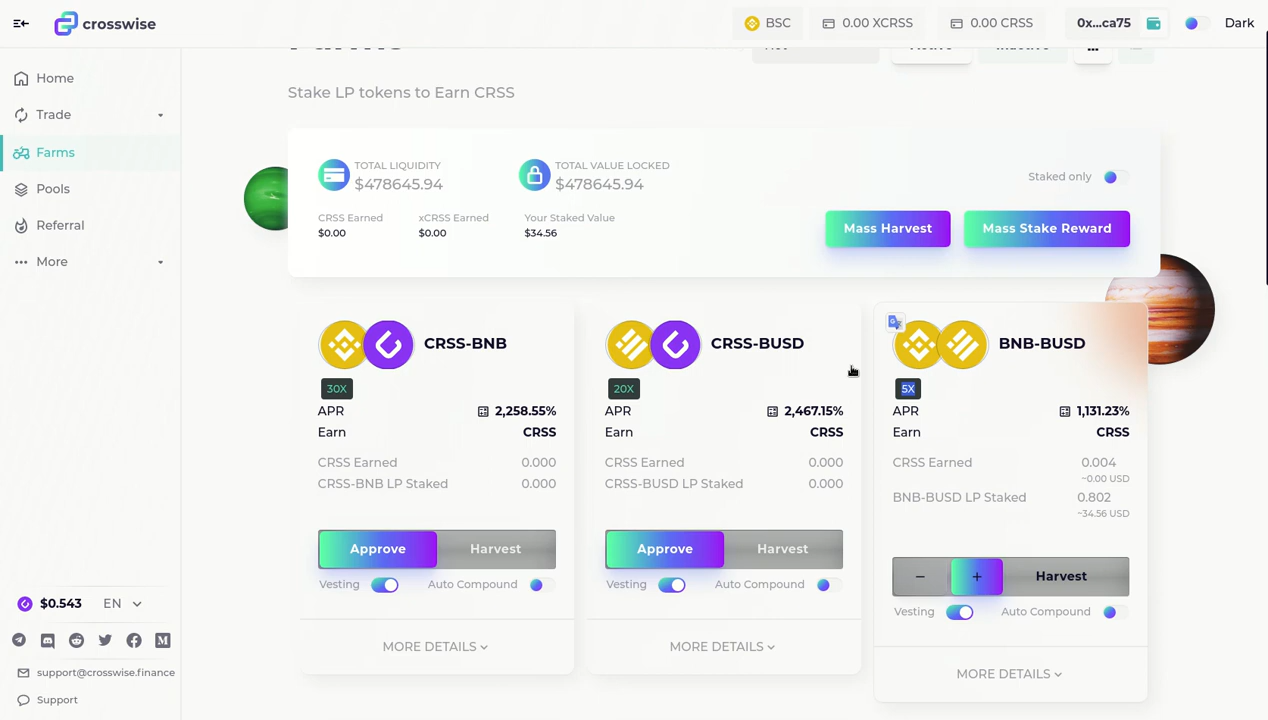 crosswise
BSC
0.00 XCRSS
0.00 CRSS
0x...ca75
Dark
Home
Trade
Farms
Pools
Referral
More
$0.543
EN
support@crosswise.finance
Support
Farms
Hot
Active
Inactive
Stake LP tokens to Earn CRSS
TOTAL LIQUIDITY
$478645.94
TOTAL VALUE LOCKED
$478645.94
Staked only
CRSS Earned
$0.00
xCRSS Earned
$0.00
Your Staked Value
$34.56
Mass Harvest
Mass Stake Reward
CRSS-BNB
30X
APR 2,258.55%
Earn CRSS
CRSS Earned 0.000
CRSS-BNB LP Staked 0.000
Approve Harvest
Vesting Auto Compound
MORE DETAILS
CRSS-BUSD
20X
APR 2,467.15%
Earn CRSS
CRSS Earned 0.000
CRSS-BUSD LP Staked 0.000
Approve Harvest
Vesting Auto Compound
MORE DETAILS
BNB-BUSD
5X
APR 1,131.23%
Earn CRSS
CRSS Earned 0.004
~0.00 USD
BNB-BUSD LP Staked 0.802
~34.56 USD
− + Harvest
Vesting Auto Compound
MORE DETAILS